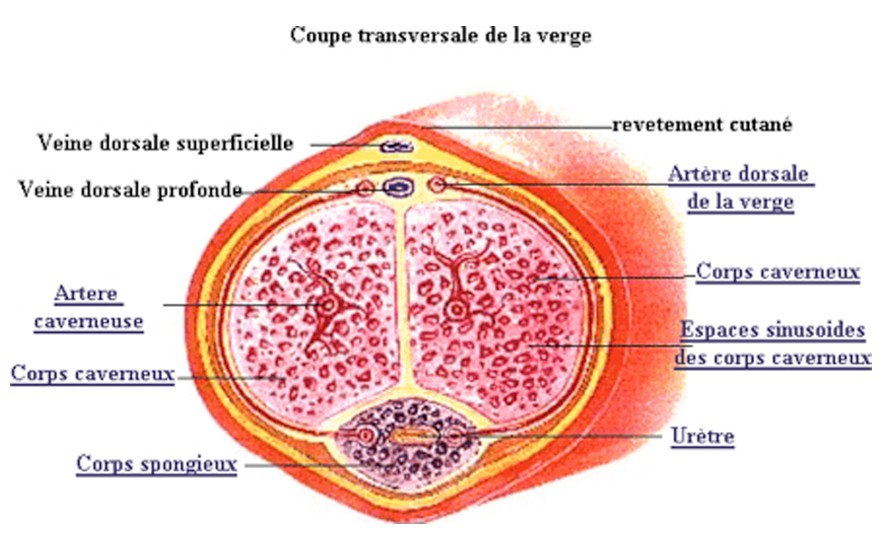 Coupe transversale de la verge
revetement cutané
Veine dorsale superficielle
Artère dorsale
de la verge
Veine dorsale profonde
Corps caverneux
Artere
caverneuse
Espaces sinusoides
des corps caverneux
Corps caverneux
Urètre
Corps spongieux